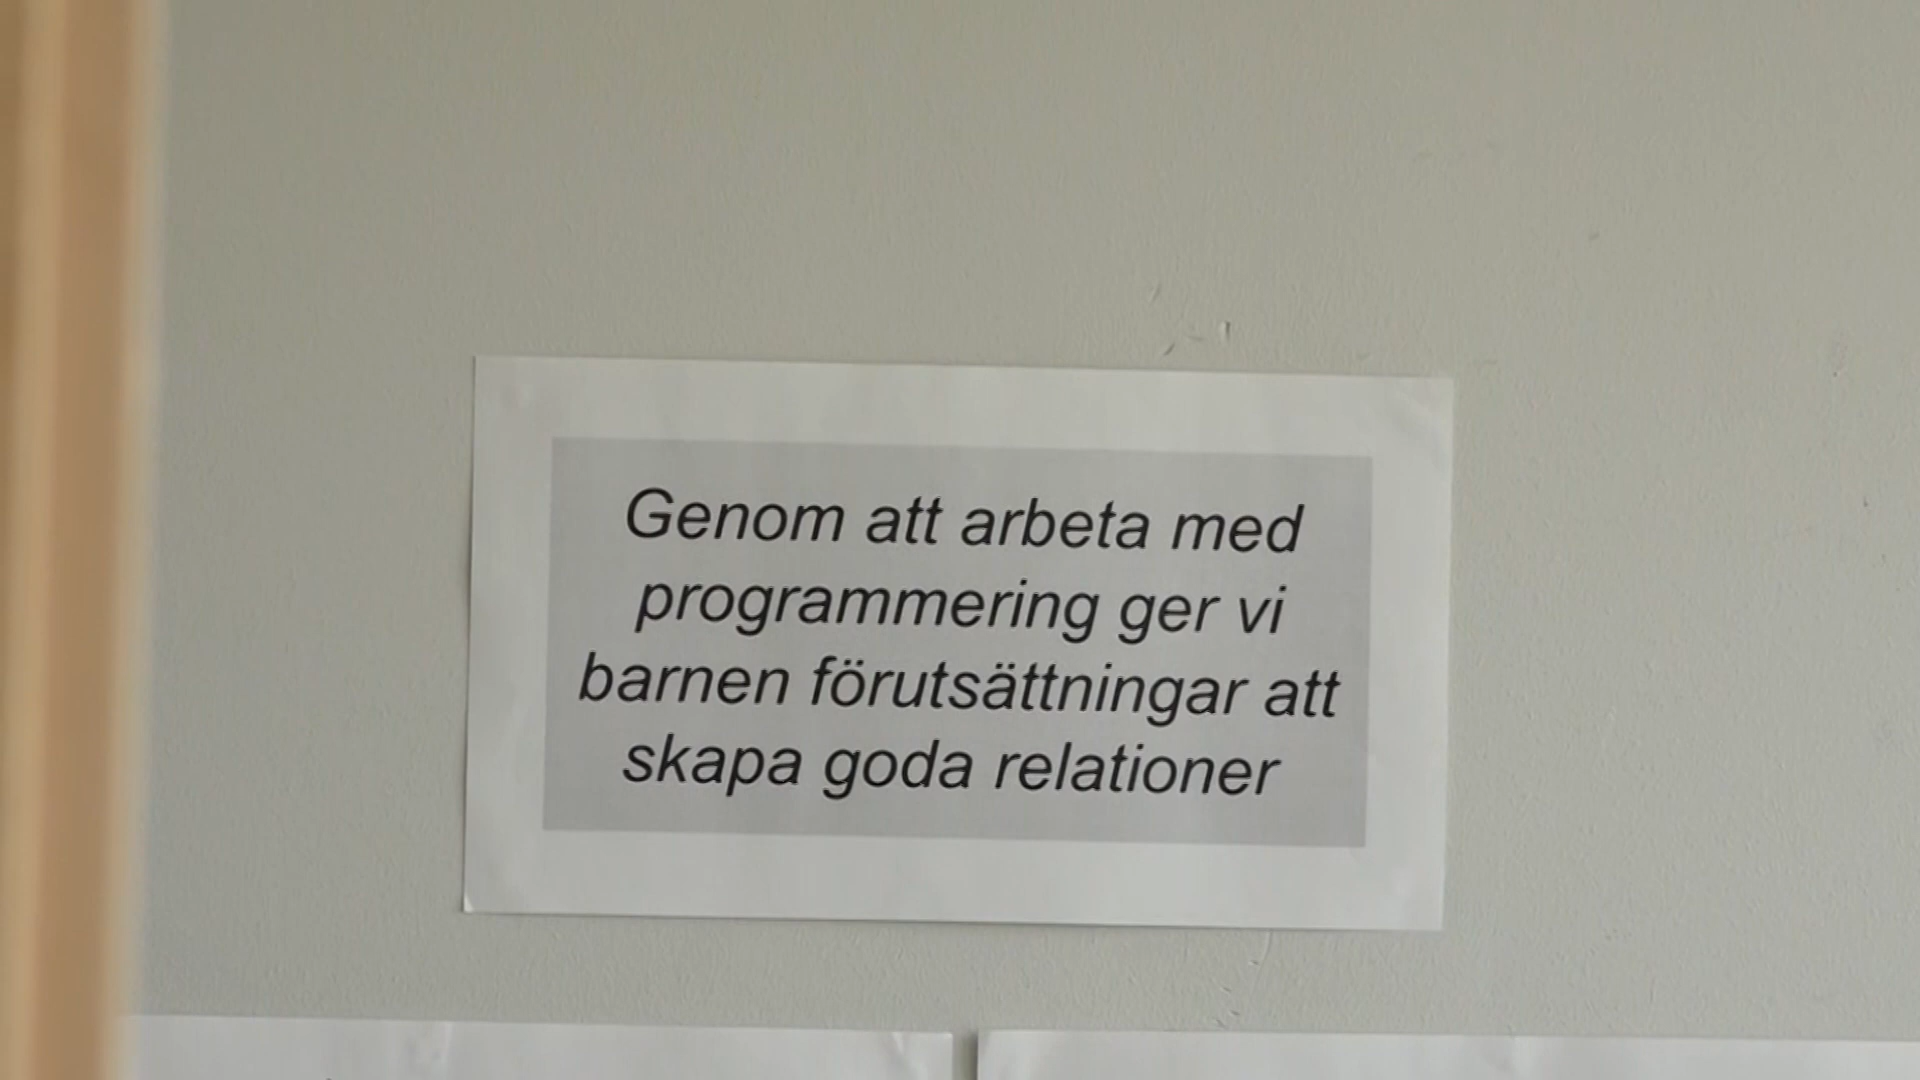 Genom att arbeta med
programmering ger vi
barnen förutsättningar att
skapa goda relationer